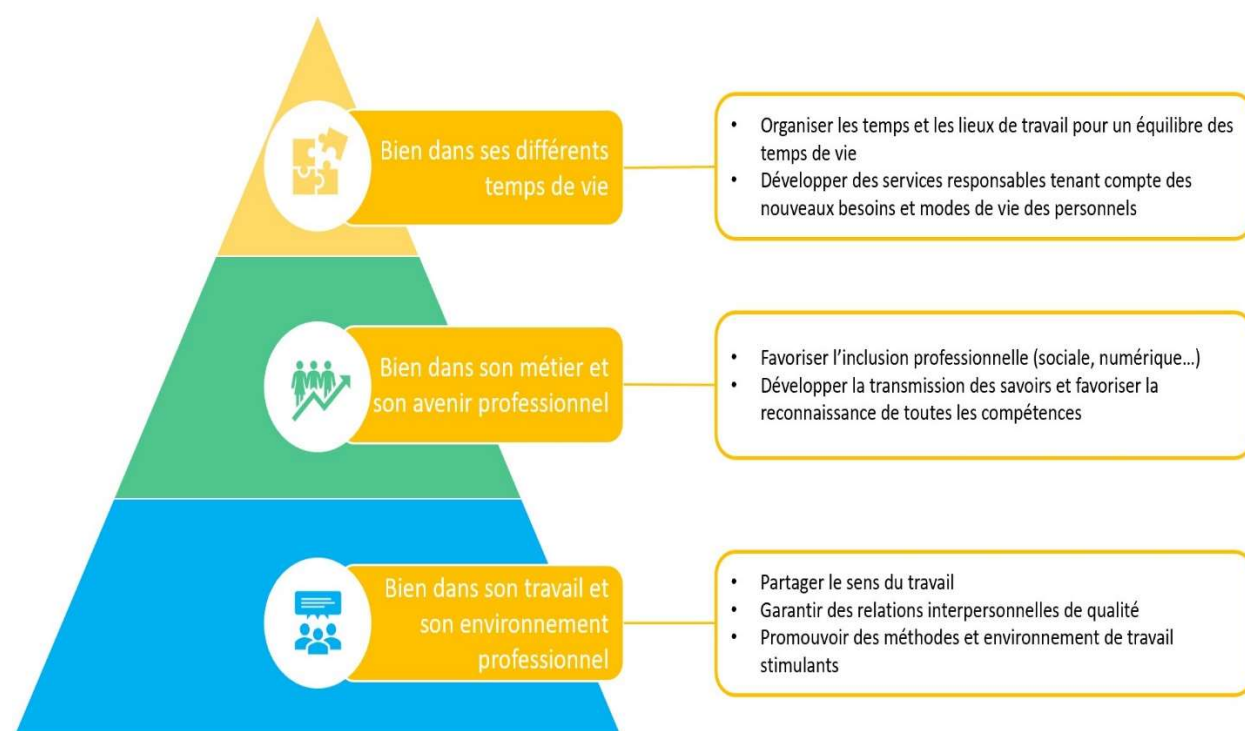 Bien dans ses différents
temps de vie
• Organiser les temps et les lieux de travail pour un équilibre des
temps de vie
• Développer des services responsables tenant compte des
nouveaux besoins et modes de vie des personnels
Bien dans son métier et
son avenir professionnel
• Favoriser l’inclusion professionnelle (sociale, numérique…)
• Développer la transmission des savoirs et favoriser la
reconnaissance de toutes les compétences
Bien dans son travail et
son environnement
professionnel
• Partager le sens du travail
• Garantir des relations interpersonnelles de qualité
• Promouvoir des méthodes et environnement de travail
stimulants